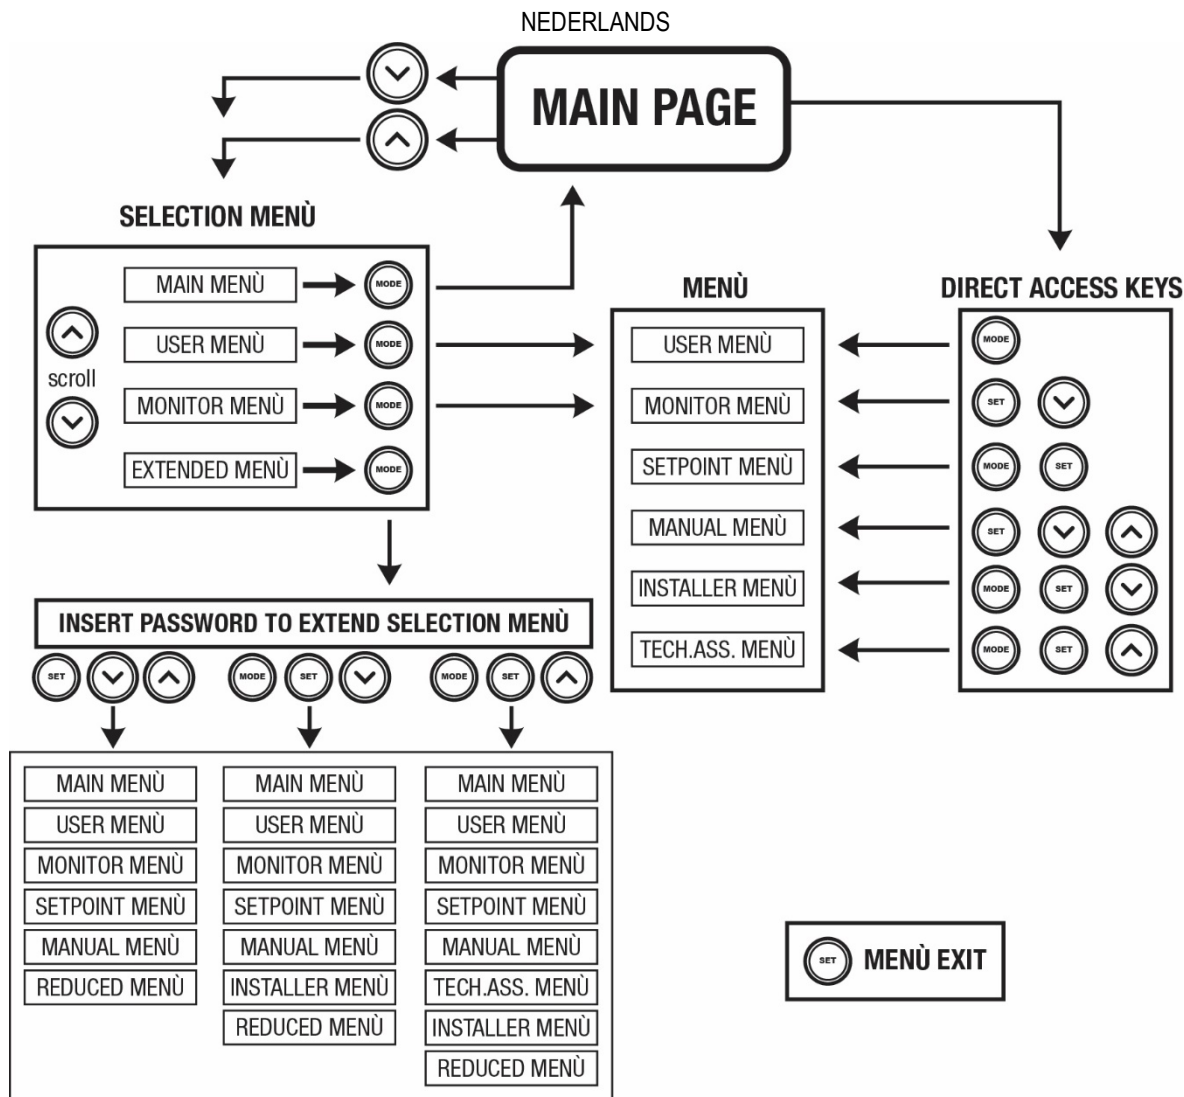 NEDERLANDS
MAIN PAGE
SELECTION MENÙ
MAIN MENÙ MODE
USER MENÙ MODE
scroll
MONITOR MENÙ MODE
EXTENDED MENÙ MODE
MENÙ
USER MENÙ
MONITOR MENÙ
SETPOINT MENÙ
MANUAL MENÙ
INSTALLER MENÙ
TECH.ASS. MENÙ
DIRECT ACCESS KEYS
MODE
SET
MODE SET
SET
MODE SET
MODE SET
INSERT PASSWORD TO EXTEND SELECTION MENÙ
SET
MODE SET
MODE SET
MAIN MENÙ
USER MENÙ
MONITOR MENÙ
SETPOINT MENÙ
MANUAL MENÙ
REDUCED MENÙ
MAIN MENÙ
USER MENÙ
MONITOR MENÙ
SETPOINT MENÙ
MANUAL MENÙ
INSTALLER MENÙ
REDUCED MENÙ
MAIN MENÙ
USER MENÙ
MONITOR MENÙ
SETPOINT MENÙ
MANUAL MENÙ
TECH.ASS. MENÙ
INSTALLER MENÙ
REDUCED MENÙ
SET MENÙ EXIT